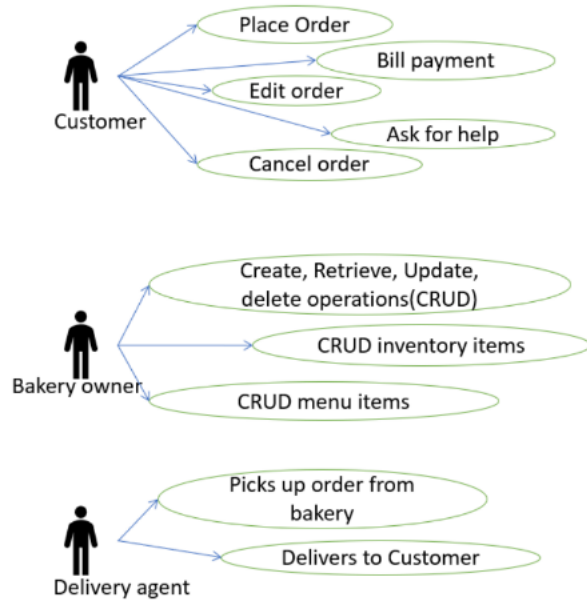 Place Order
Bill payment
Edit order
Customer
Ask for help
Cancel order
Create, Retrieve, Update,
delete operations(CRUD)
CRUD inventory items
Bakery owner
CRUD menu items
Picks up order from
bakery
Delivers to Customer
Delivery agent